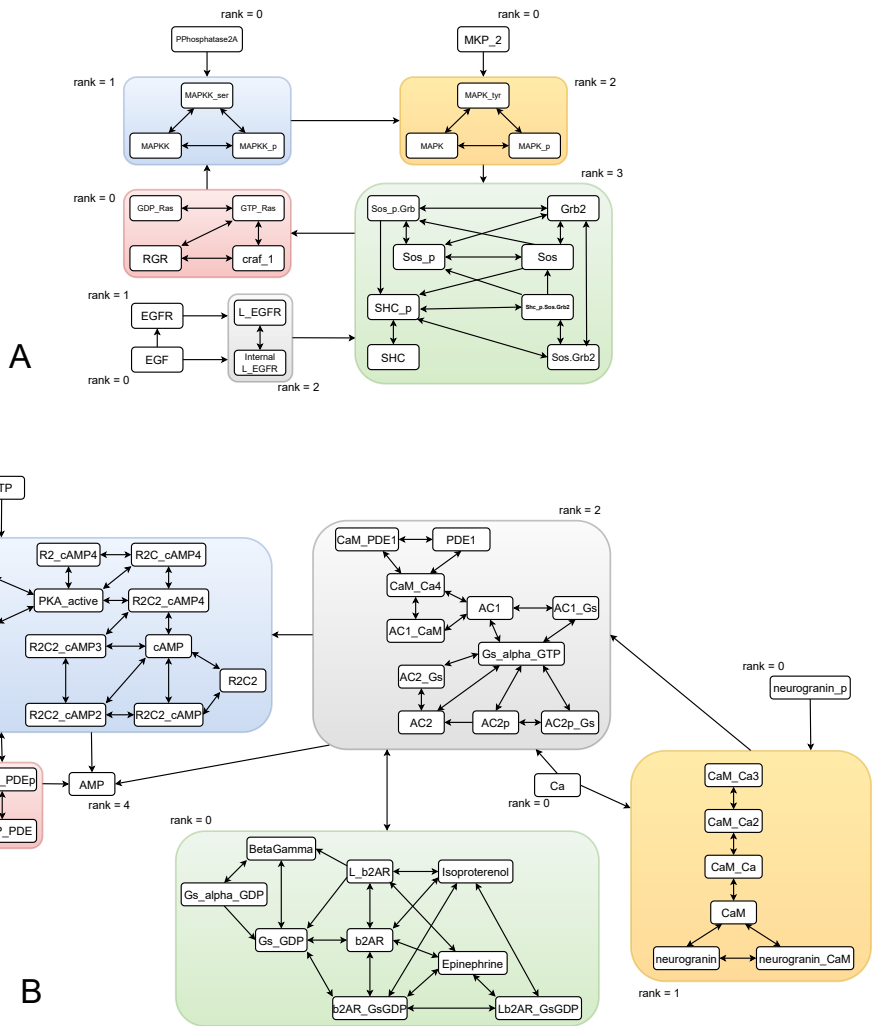 rank = 0
rank = 0
PPhosphatase2A
MKP_2
rank = 1
rank = 2
MAPKK_ser
MAPK_tyr
MAPKK
MAPKK_p
MAPK
MAPK_p
rank = 3
rank = 0
GDP_Ras
GTP_Ras
Sos_p.Grb
Grb2
RGR
craf_1
Sos_p
Sos
rank = 1
EGFR
L_EGFR
SHC_p
Shc_p.Sos.Grb2
EGF
Internal
L_EGFR
SHC
Sos.Grb2
rank = 0
rank = 2
A
TP
rank = 2
R2_cAMP4
R2C_cAMP4
CaM_PDE1
PDE1
PKA_active
R2C2_cAMP4
CaM_Ca4
AC1
AC1_Gs
AC1_CaM
R2C2_cAMP3
cAMP
Gs_alpha_GTP
R2C2
AC2_Gs
rank = 0
neurogranin_p
R2C2_cAMP2
R2C2_cAMP
AC2
AC2p
AC2p_Gs
_PDEp
AMP
rank = 4
Ca
rank = 0
CaM_Ca3
P_PDE
rank = 0
CaM_Ca2
BetaGamma
L_b2AR
Isoproterenol
CaM_Ca
Gs_alpha_GDP
CaM
Gs_GDP
b2AR
Epinephrine
neurogranin
neurogranin_CaM
b2AR_GsGDP
Lb2AR_GsGDP
rank = 1
B